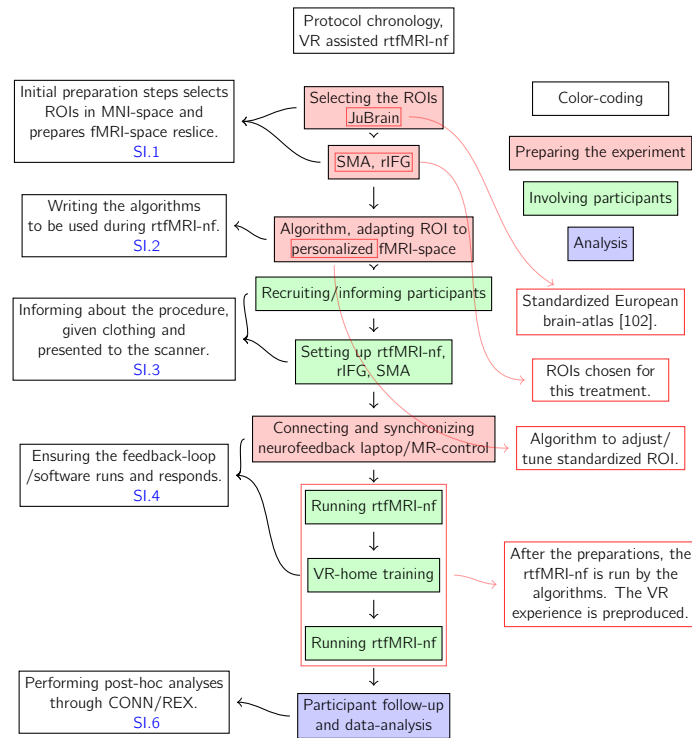 Protocol chronology,
VR assisted rtfMRI-nf
Initial preparation steps selects
ROIs in MNI-space and
prepares fMRI-space reslice.
SI.1
Selecting the ROIs
JuBrain
Color-coding
Preparing the experiment
SMA, rIFG
Involving participants
Writing the algorithms
to be used during rtfMRI-nf.
SI.2
Algorithm, adapting ROI to
personalized fMRI-space
Analysis
Recruiting/informing participants
Standardized European
brain-atlas [102].
Informing about the procedure,
given clothing and
presented to the scanner.
SI.3
Setting up rtfMRI-nf,
rIFG, SMA
ROIs chosen for
this treatment.
Connecting and synchronizing
neurofeedback laptop/MR-control
Algorithm to adjust/
tune standardized ROI.
Ensuring the feedback-loop
/software runs and responds.
SI.4
Running rtfMRI-nf
VR-home training
After the preparations, the
rtfMRI-nf is run by the
algorithms. The VR
experience is preproduced.
Running rtfMRI-nf
Performing post-hoc analyses
through CONN/REX.
SI.6
Participant follow-up
and data-analysis